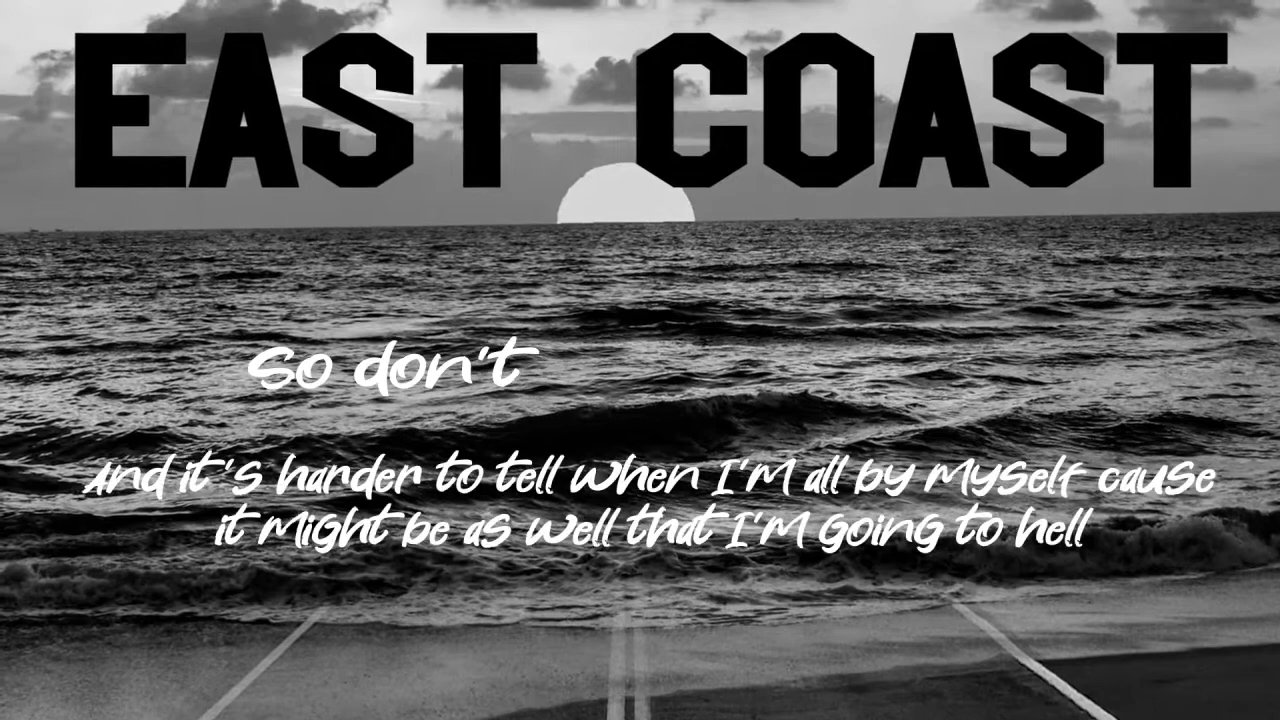 EAST COAST
So don't
And it's harder to tell when I'm all by myself cause
it might be as well that I'm going to hell